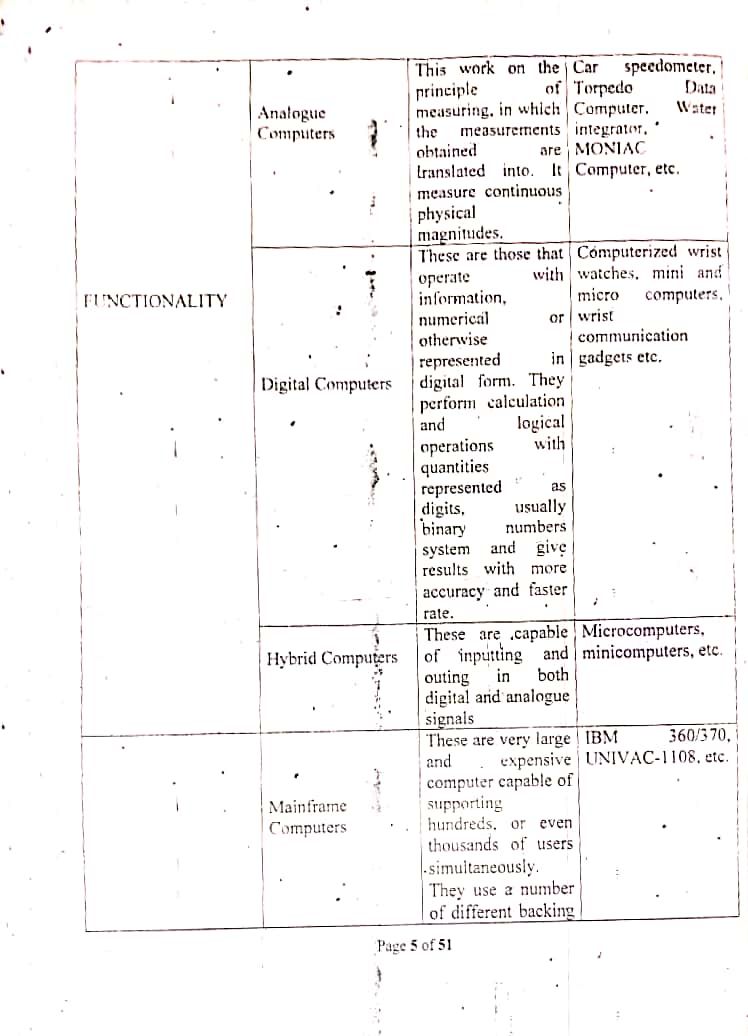 FUNCTIONALITY
Analogue
Computers
This work on the
principle of
measuring, in which
the measurements
obtained are
translated into. It
measure continuous
physical
magnitudes.
Car speedometer,
Torpedo Data
Computer, Water
integrator,
MONIAC
Computer, etc.
Digital Computers
These are those that
operate with
information,
numerical or
otherwise
represented in
digital form. They
perform calculation
and logical
operations with
quantities
represented as
digits, usually
binary numbers
system and give
results with more
accuracy and faster
rate.
Computerized wrist
watches, mini and
micro computers,
wrist
communication
gadgets etc.
Hybrid Computers
These are capable
of inputting and
outing in both
digital and analogue
signals
Microcomputers,
minicomputers, etc.
Mainframe
Computers
These are very large
and expensive
computer capable of
supporting
hundreds, or even
thousands of users
simultaneously.
They use a number
of different backing
IBM 360/370,
UNIVAC-1108, etc.
Page 5 of 51